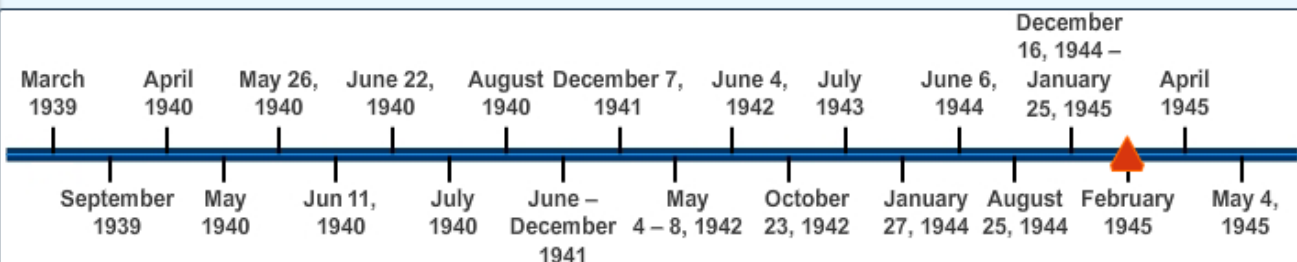 December
16, 1944 –
March April May 26, June 22, August December 7, June 4, July June 6, January April
1939 1940 1940 1940 1940 1941 1942 1943 1944 25, 1945 1945
September May Jun 11, July June – May October January August February May 4,
1939 1940 1940 1940 December 4 – 8, 1942 23, 1942 27, 1944 25, 1944 1945 1945
1941